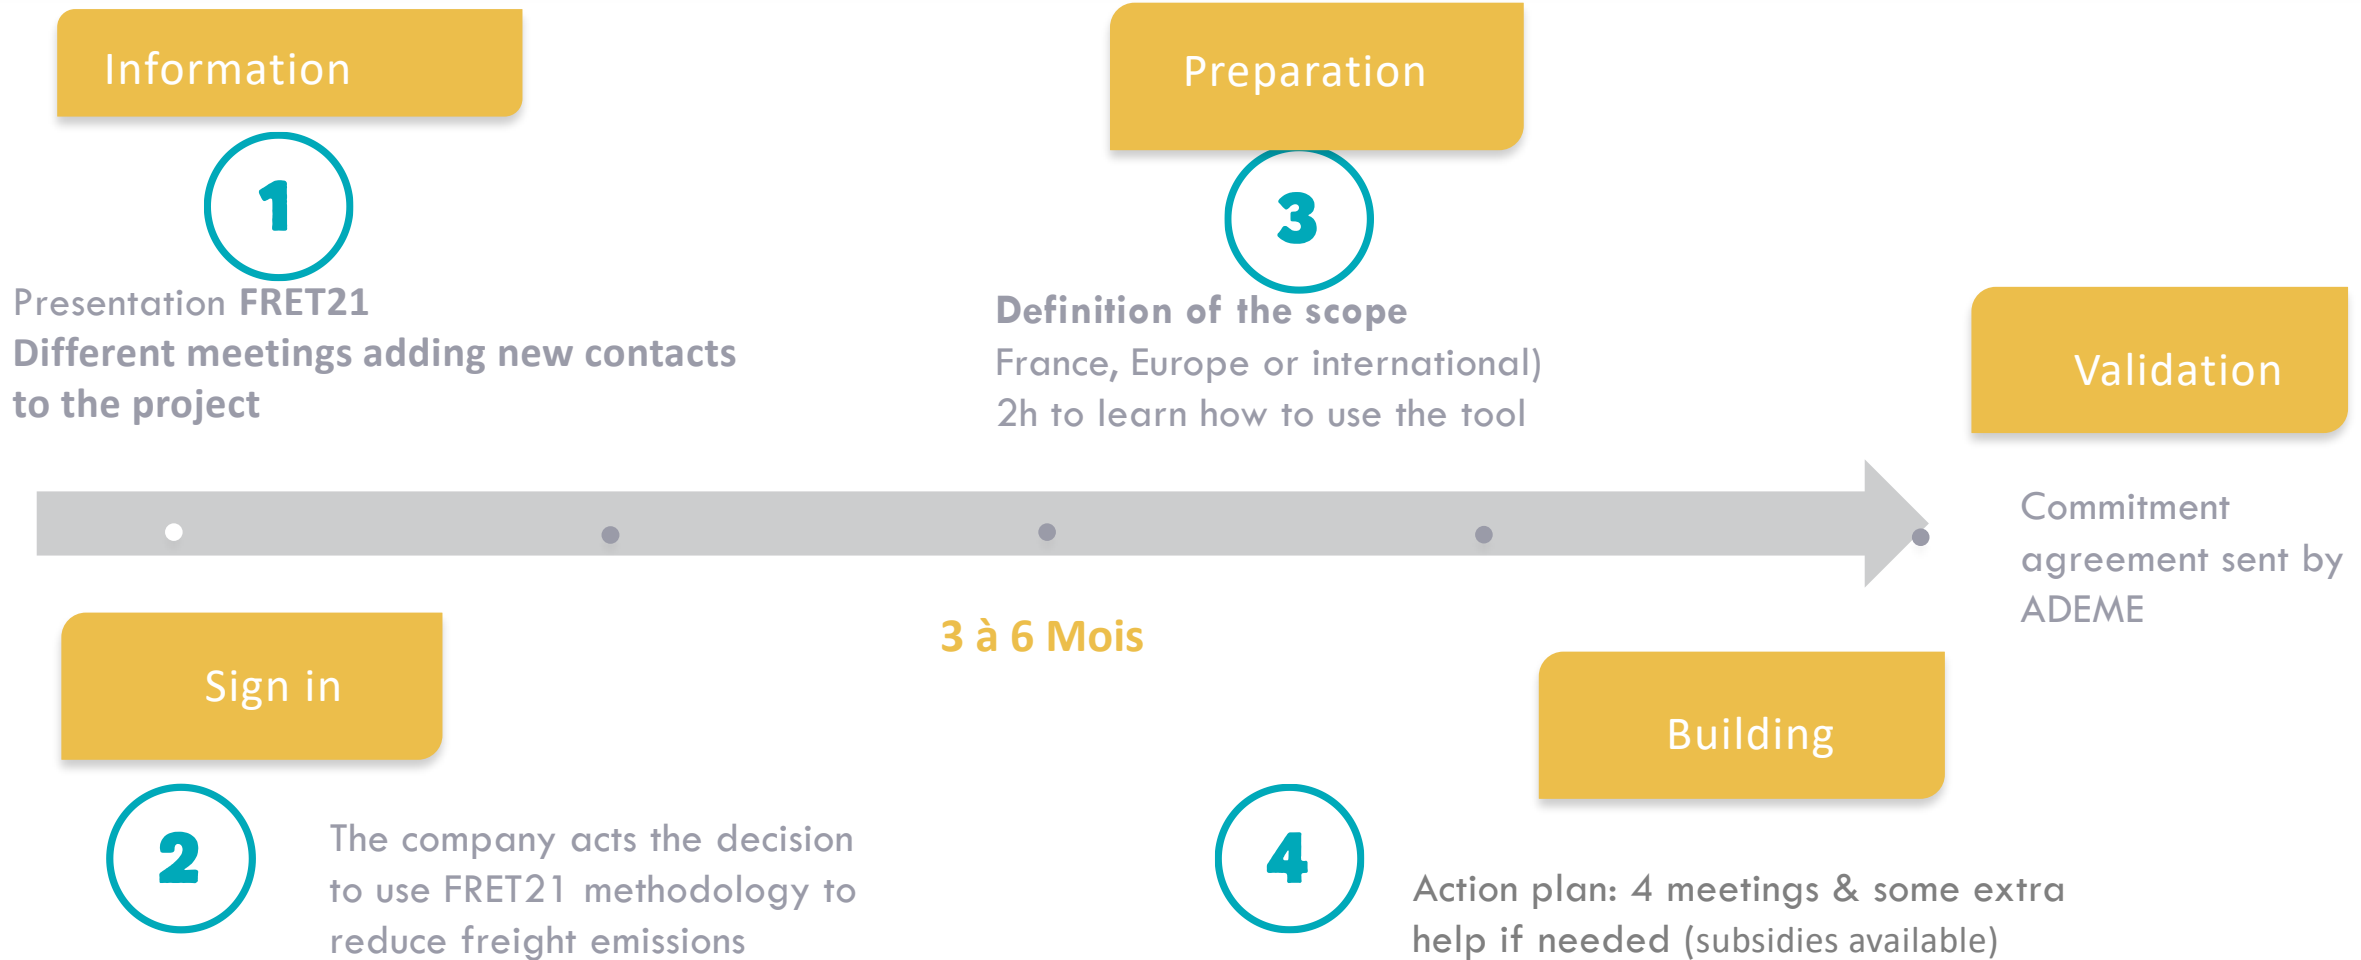 Information
1
Presentation FRET21
Different meetings adding new contacts
to the project
Preparation
3
Definition of the scope
France, Europe or international)
2h to learn how to use the tool
Validation
Commitment
agreement sent by
ADEME
3 à 6 Mois
Sign in
2
The company acts the decision
to use FRET21 methodology to
reduce freight emissions
Building
4
Action plan: 4 meetings & some extra
help if needed (subsidies available)